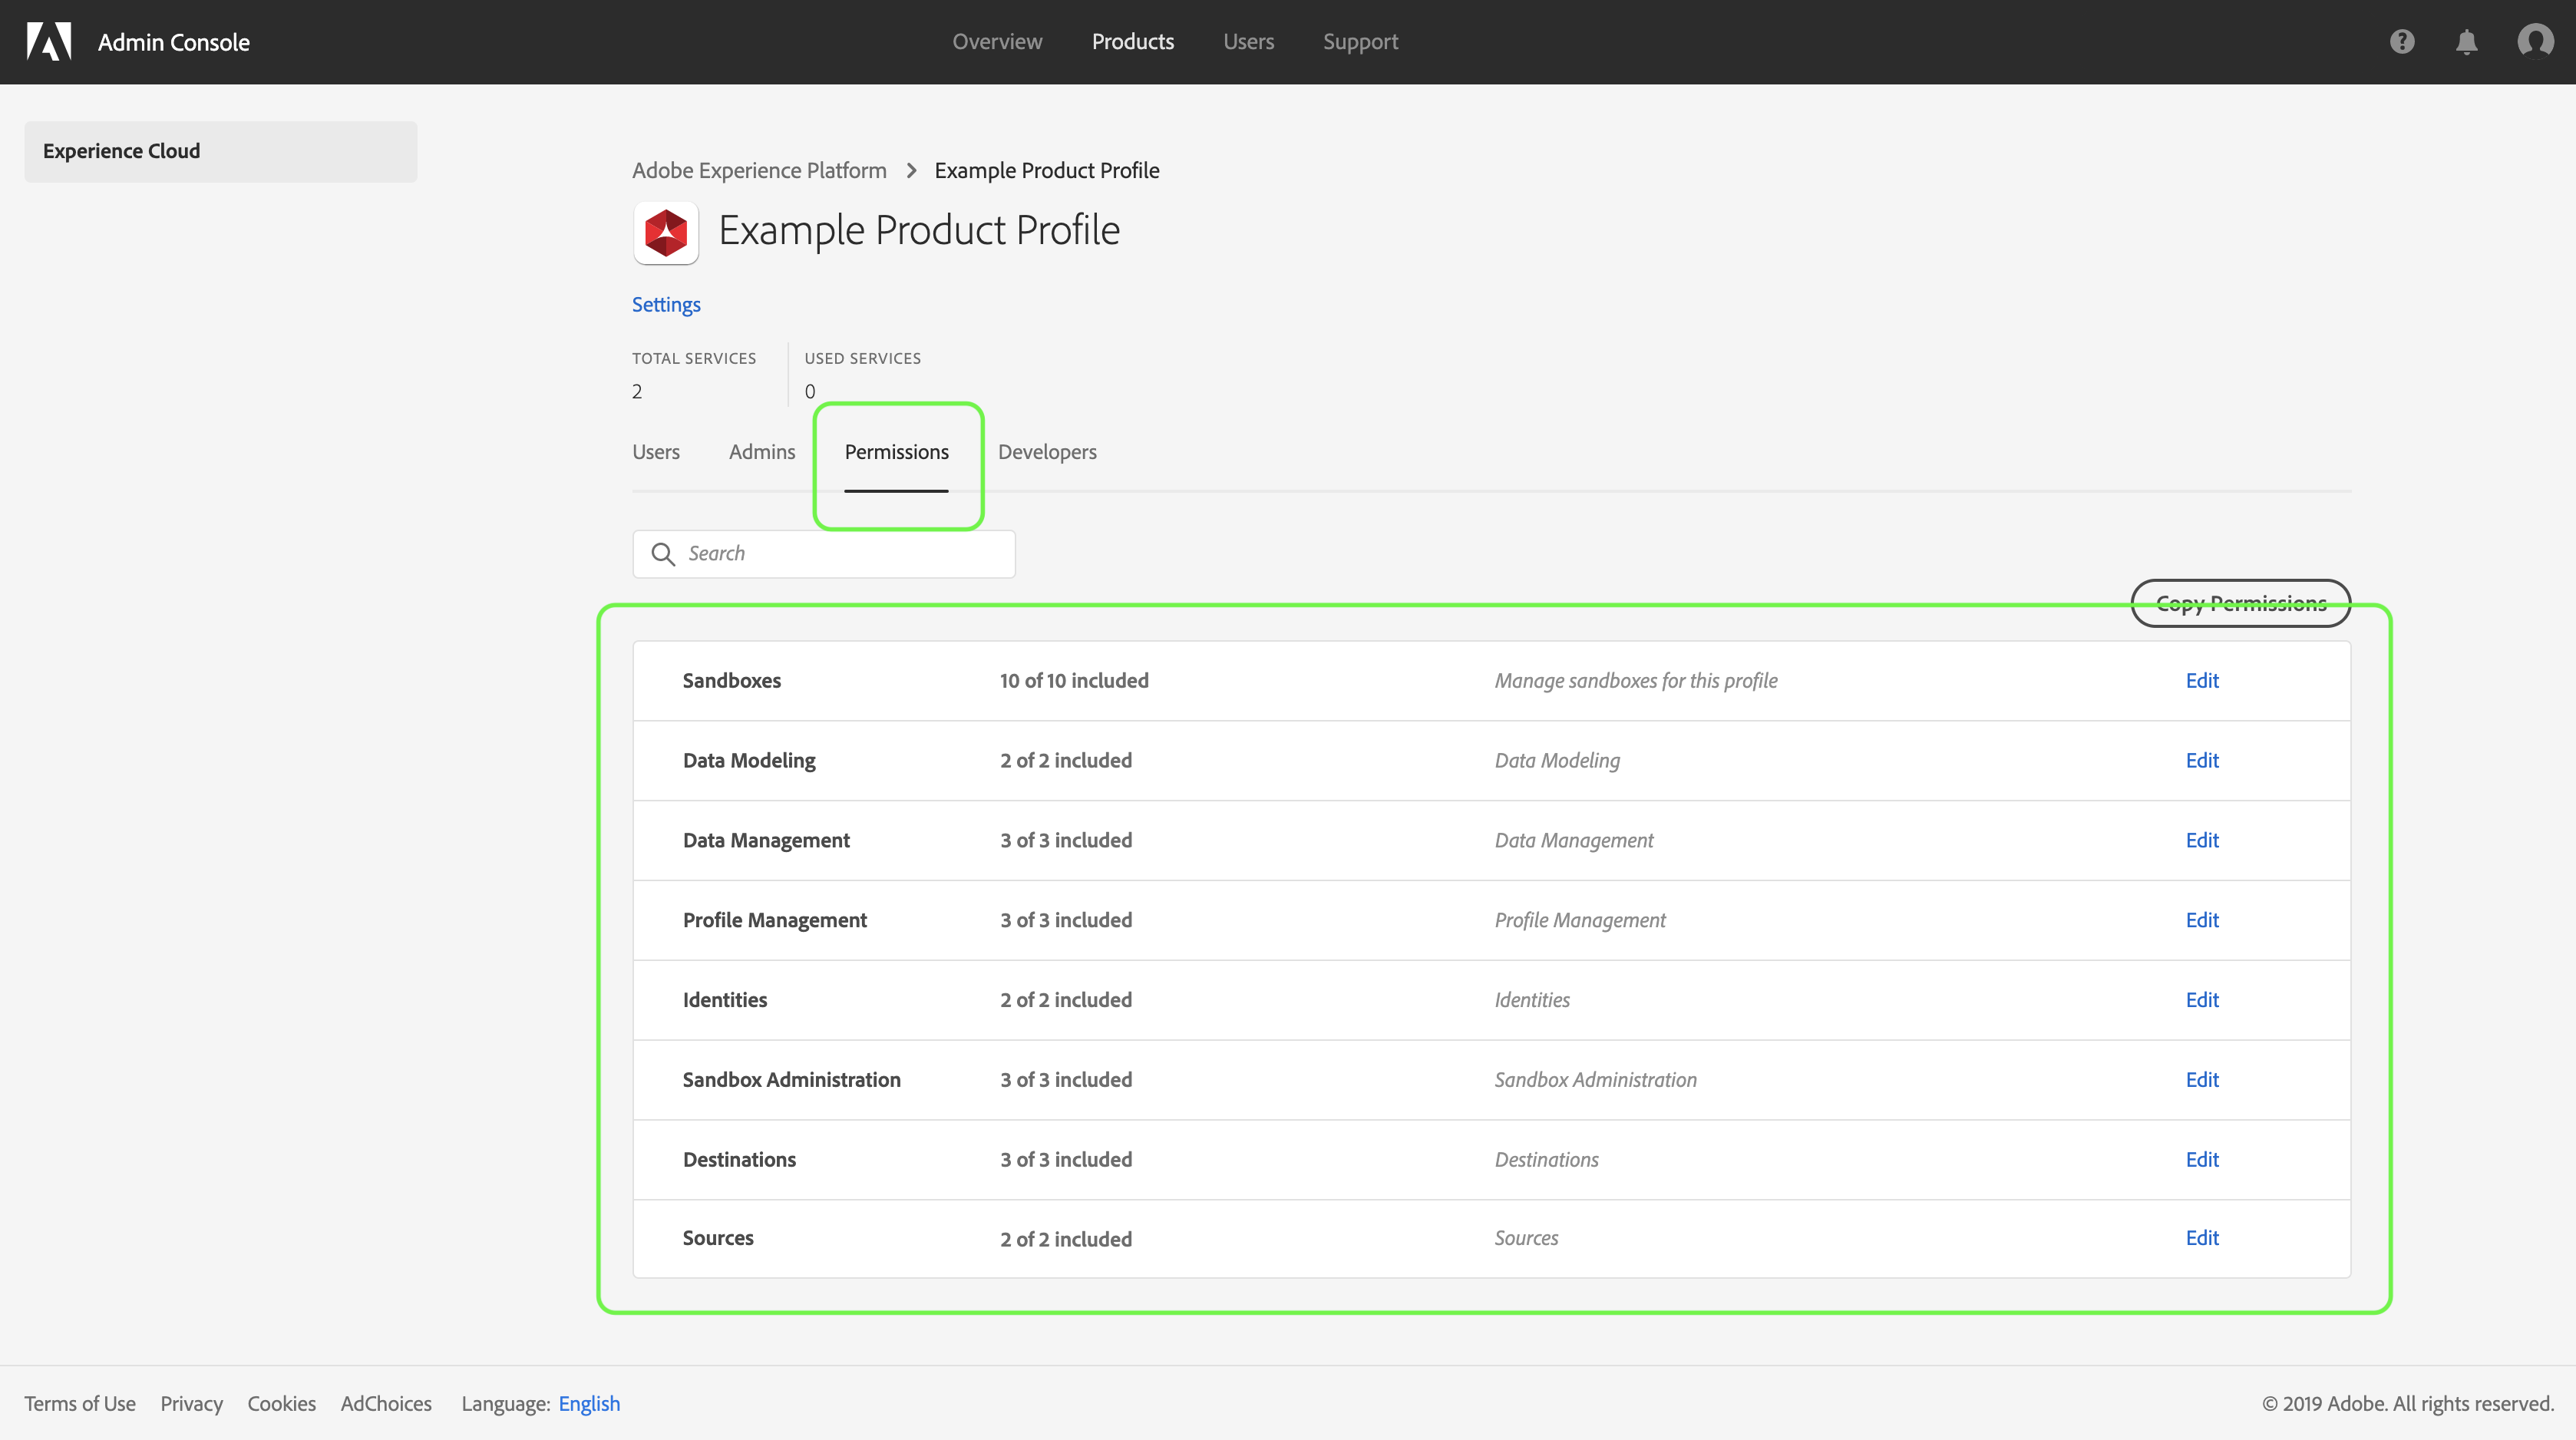 Admin Console
Overview Products Users Support
Experience Cloud
Adobe Experience Platform > Example Product Profile
Example Product Profile
Settings
TOTAL SERVICES USED SERVICES
2 0
Users Admins Permissions Developers
Search
Copy Permissions
Sandboxes 10 of 10 included Manage sandboxes for this profile Edit
Data Modeling 2 of 2 included Data Modeling Edit
Data Management 3 of 3 included Data Management Edit
Profile Management 3 of 3 included Profile Management Edit
Identities 2 of 2 included Identities Edit
Sandbox Administration 3 of 3 included Sandbox Administration Edit
Destinations 3 of 3 included Destinations Edit
Sources 2 of 2 included Sources Edit
Terms of Use Privacy Cookies AdChoices Language: English © 2019 Adobe. All rights reserved.